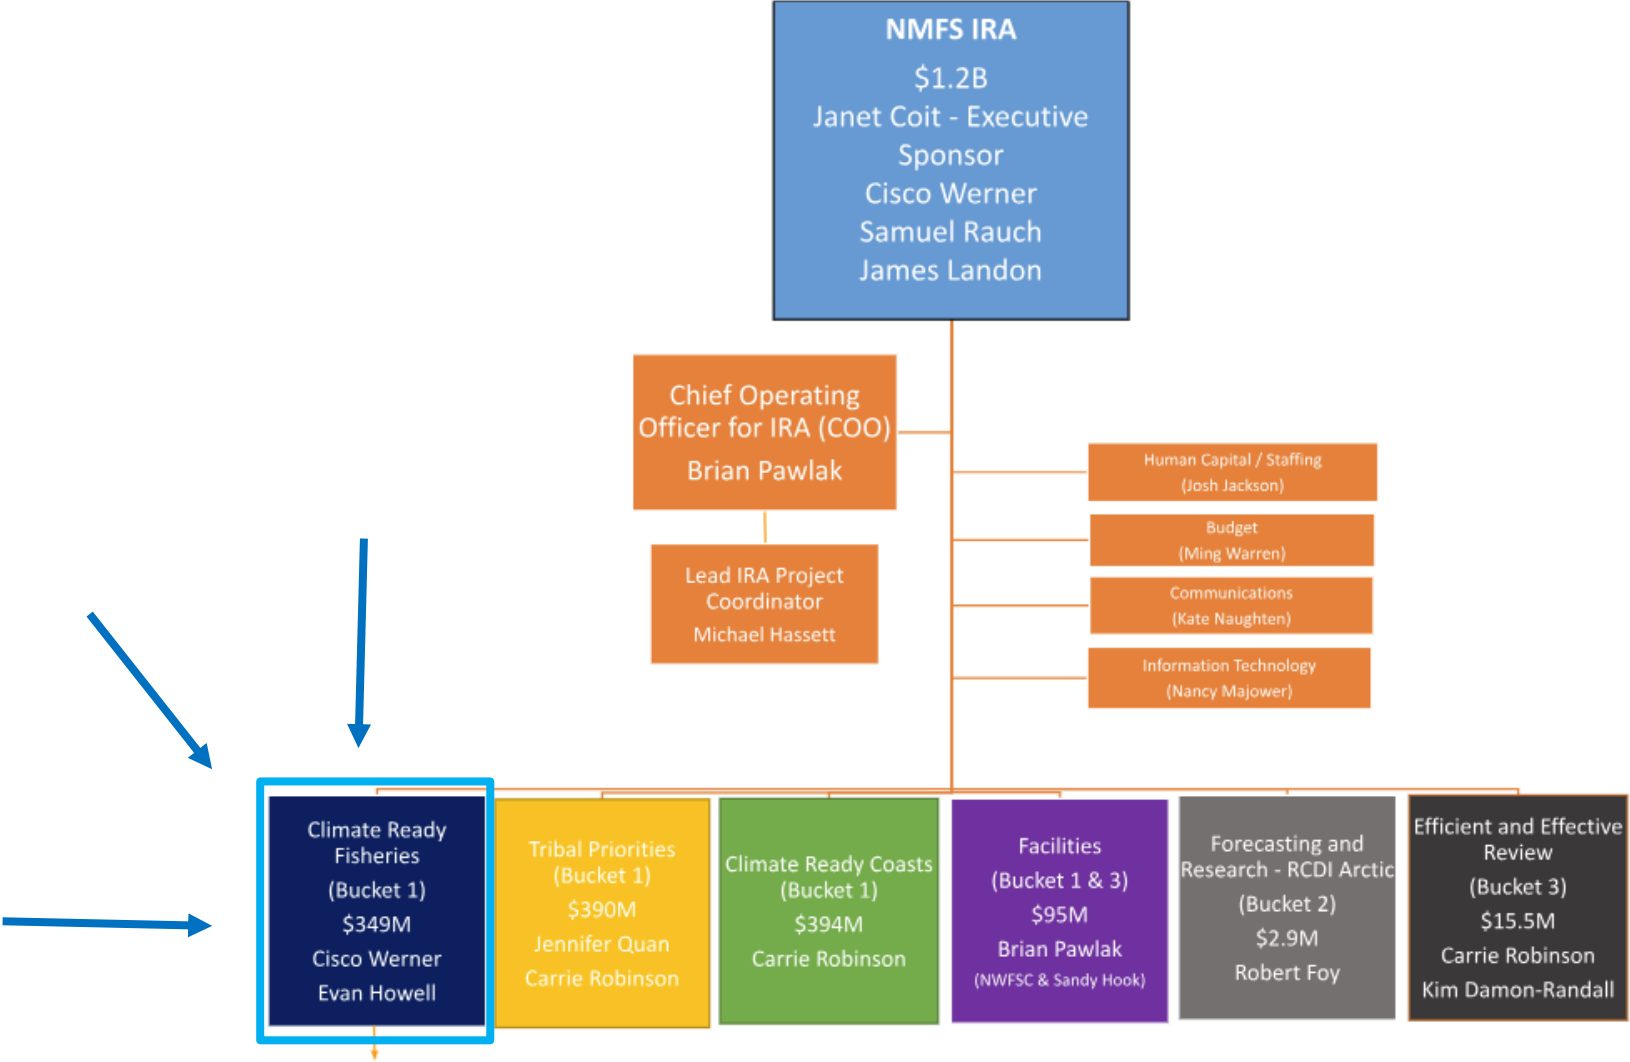 NMFS IRA
$1.2B
Janet Coit - Executive
Sponsor
Cisco Werner
Samuel Rauch
James Landon
Chief Operating
Officer for IRA (COO)
Brian Pawlak
Lead IRA Project
Coordinator
Michael Hassett
Human Capital / Staffing
(Josh Jackson)
Budget
(Ming Warren)
Communications
(Kate Naughten)
Information Technology
(Nancy Majower)
Climate Ready
Fisheries
(Bucket 1)
$349M
Cisco Werner
Evan Howell
Tribal Priorities
(Bucket 1)
$390M
Jennifer Quan
Carrie Robinson
Climate Ready Coasts
(Bucket 1)
$394M
Carrie Robinson
Facilities
(Bucket 1 & 3)
$95M
Brian Pawlak
(NWFSC & Sandy Hook)
Forecasting and
Research - RCDI Arctic
(Bucket 2)
$2.9M
Robert Foy
Efficient and Effective
Review
(Bucket 3)
$15.5M
Carrie Robinson
Kim Damon-Randall